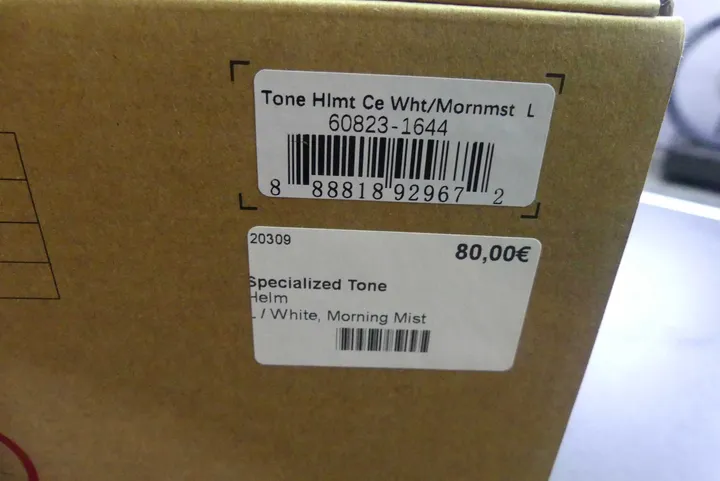 Tone Hlmt Ce Wht/Mornmst L
60823-1644
8 88818 92967 2
20309
80,00€
Specialized Tone
Helm
L / White, Morning Mist